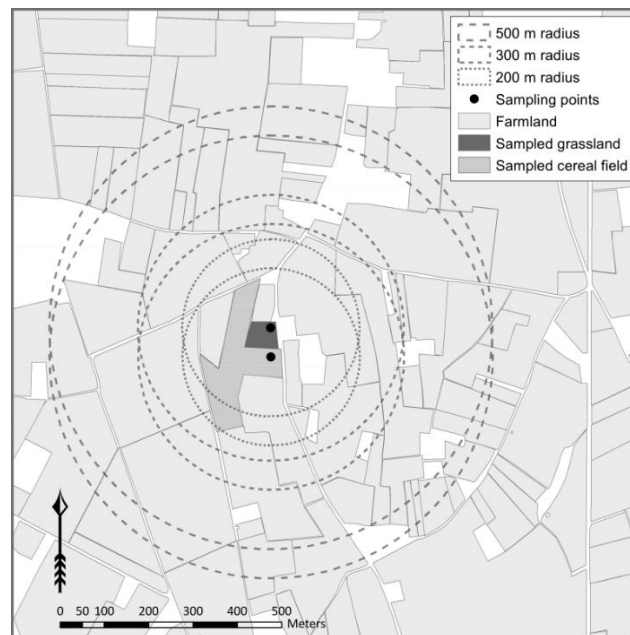 500 m radius
300 m radius
200 m radius
Sampling points
Farmland
Sampled grassland
Sampled cereal field
0 50 100 200 300 400 500
Meters